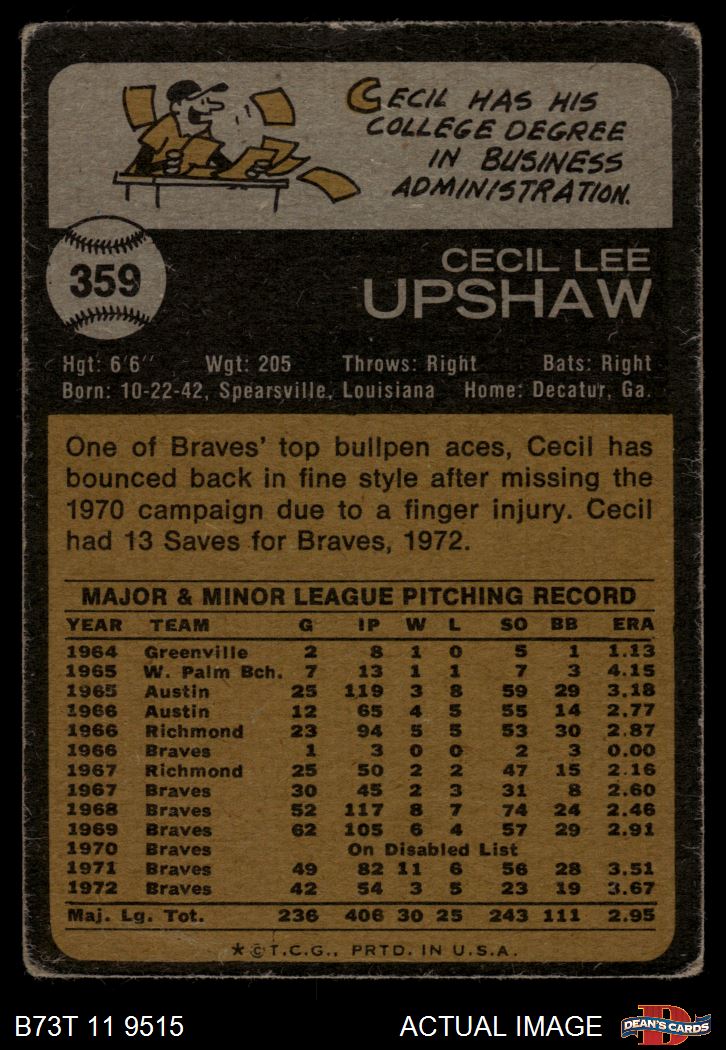 CECIL HAS HIS
COLLEGE DEGREE
IN BUSINESS
ADMINISTRATION.
359
CECIL LEE
UPSHAW
Hgt: 6'6" Wgt: 205 Throws: Right Bats: Right
Born: 10-22-42, Spearsville, Louisiana Home: Decatur, Ga.
One of Braves' top bullpen aces, Cecil has
bounced back in fine style after missing the
1970 campaign due to a finger injury. Cecil
had 13 Saves for Braves, 1972.
MAJOR & MINOR LEAGUE PITCHING RECORD
YEAR TEAM G IP W L SO BB ERA
1964 Greenville 2 8 1 0 5 1 1.13
1965 W. Palm Bch. 7 13 1 1 7 3 4.15
1965 Austin 25 119 3 8 59 29 3.18
1966 Austin 12 65 4 5 55 14 2.77
1966 Richmond 23 94 5 5 53 30 2.87
1966 Braves 1 3 0 0 2 3 0.00
1967 Richmond 25 50 2 2 47 15 2.16
1967 Braves 30 45 2 3 31 8 2.60
1968 Braves 52 117 8 7 74 24 2.46
1969 Braves 62 105 6 4 57 29 2.91
1970 Braves On Disabled List
1971 Braves 49 82 11 6 56 28 3.51
1972 Braves 42 54 3 5 23 19 3.67
Maj. Lg. Tot. 236 406 30 25 243 111 2.95
*©T.C.G., PRTD. IN U.S.A.
B73T 11 9515 ACTUAL IMAGE D DEAN'S CARDS